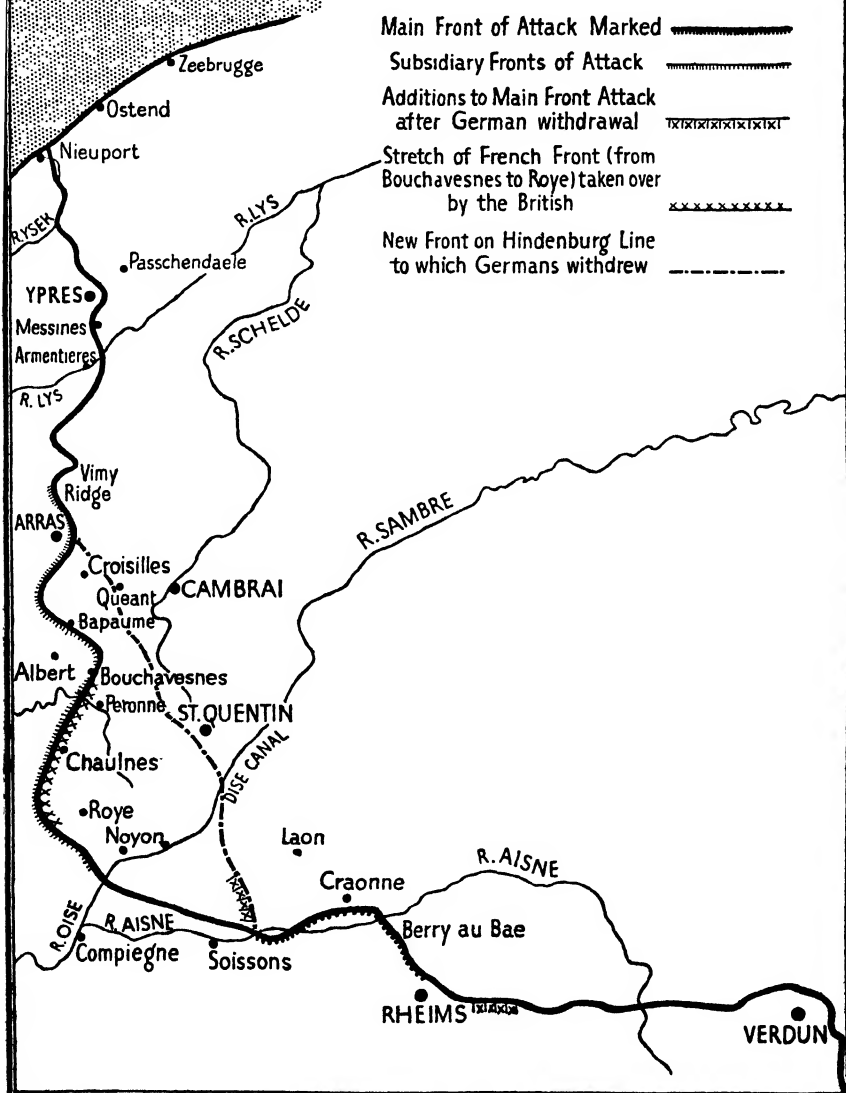 Main Front of Attack Marked
Subsidiary Fronts of Attack
Additions to Main Front Attack
after German withdrawal
Stretch of French Front (from
Bouchavesnes to Roye) taken over
by the British
New Front on Hindenburg Line
to which Germans withdrew
Zeebrugge
Ostend
Nieuport
R.YSER
R.LYS
Passchendaele
YPRES
Messines
Armentieres
R. LYS
R.SCHELDE
Vimy
Ridge
ARRAS
R. SAMBRE
Croisilles
Queant
CAMBRAI
Bapaume
Albert
Bouchavesnes
Peronne
ST. QUENTIN
Chaulnes
DISE CANAL
Roye
Noyon
Laon
Craonne
R. AISNE
R. OISE
R. AISNE
Berry au Bae
Compiegne
Soissons
RHEIMS
VERDUN